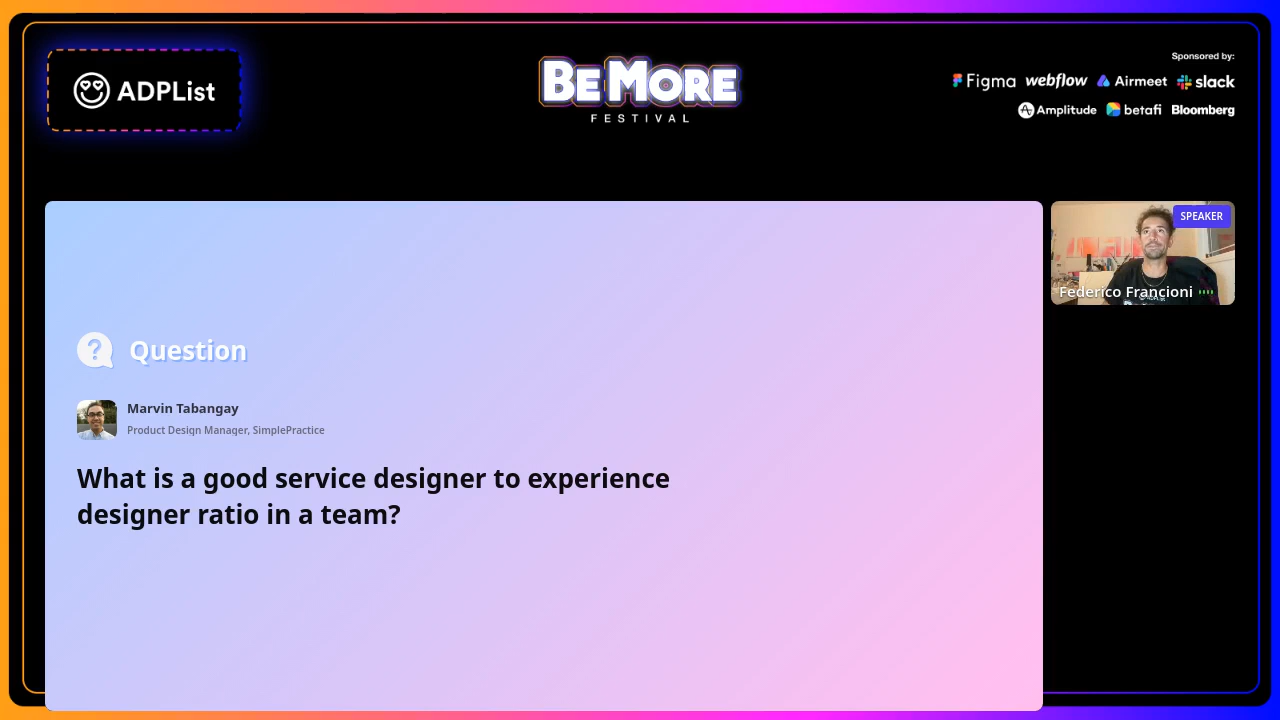 ADPList
BE MORE
FESTIVAL
Sponsored by:
Figma webflow Airmeet slack
Amplitude betafi Bloomberg
SPEAKER
Federico Francioni
Question
Marvin Tabangay
Product Design Manager, SimplePractice
What is a good service designer to experience
designer ratio in a team?